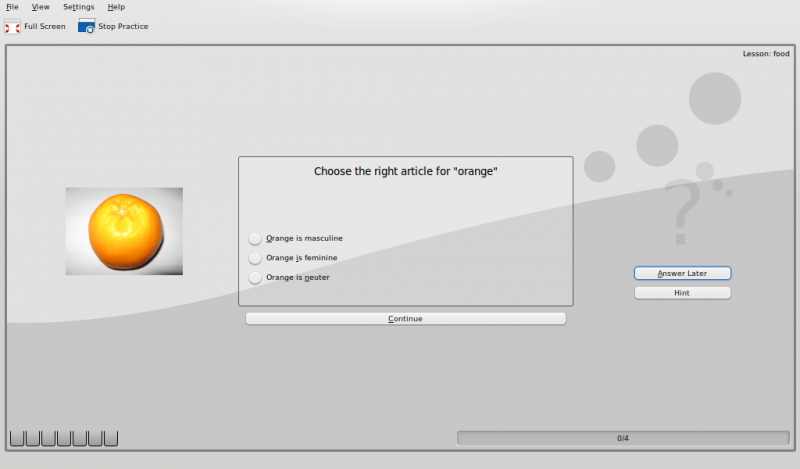 File View Settings Help
Full Screen Stop Practice
Lesson: food
Choose the right article for "orange"
Orange is masculine
Orange is feminine
Orange is neuter
Continue
?
Answer Later
Hint
0/4